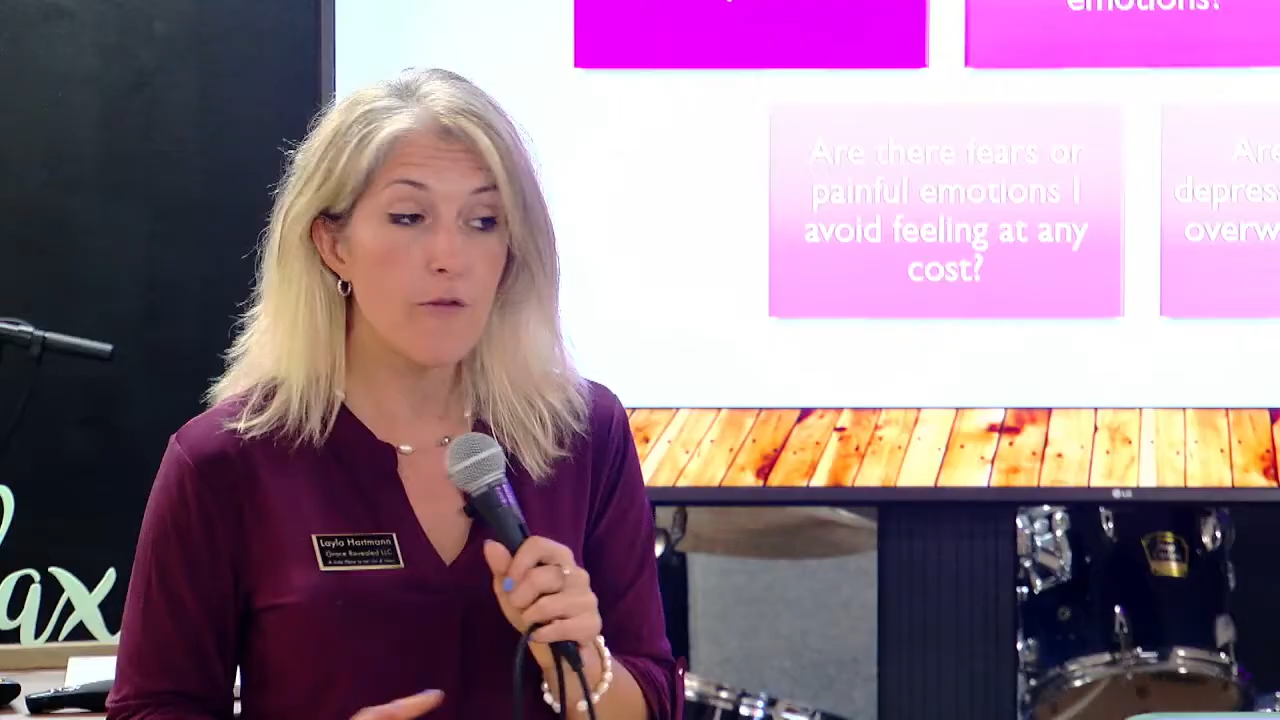 emotions?
Are there fears or
painful emotions I
avoid feeling at any
cost?
Are
depres
overw
LG
Layla Hartmann
Grace Revealed LLC
ax